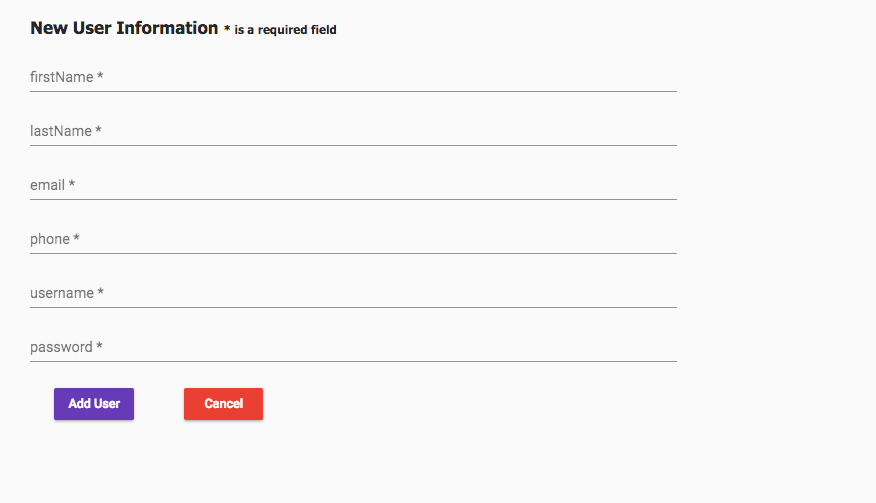 New User Information * is a required field
firstName *
lastName *
email *
phone *
username *
password *
Add User Cancel